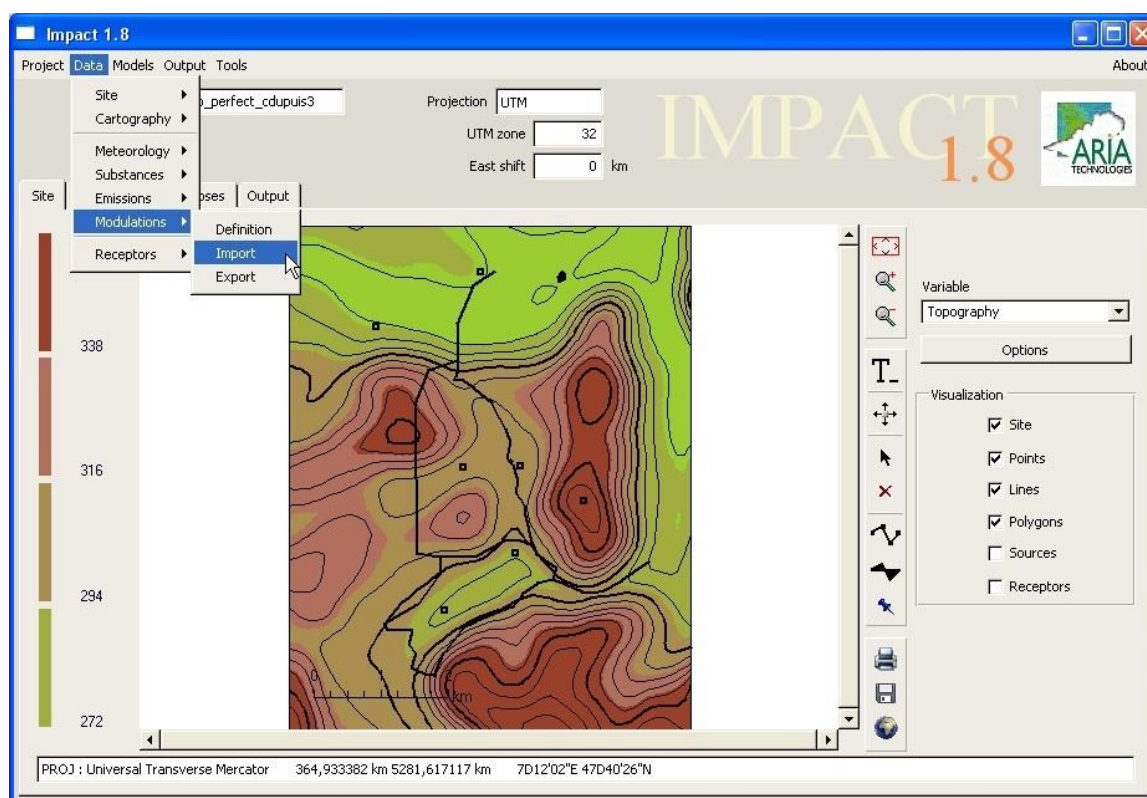 Impact 1.8
Project Data Models Output Tools About
Site
Cartography
Meteorology
Substances
Emissions
Modulations
Receptors
Definition
Import
Export
_perfect_cdupuis3
Projection UTM
UTM zone 32
East shift 0 km
IMPACT
1.8
ARIA
TECHNOLOGIES
Site oses Output
338
316
294
272
0
km
T_
Variable
Topography
Options
Visualization
Site
Points
Lines
Polygons
Sources
Receptors
PROJ : Universal Transverse Mercator 364,933382 km 5281,617117 km 7D12'02"E 47D40'26"N